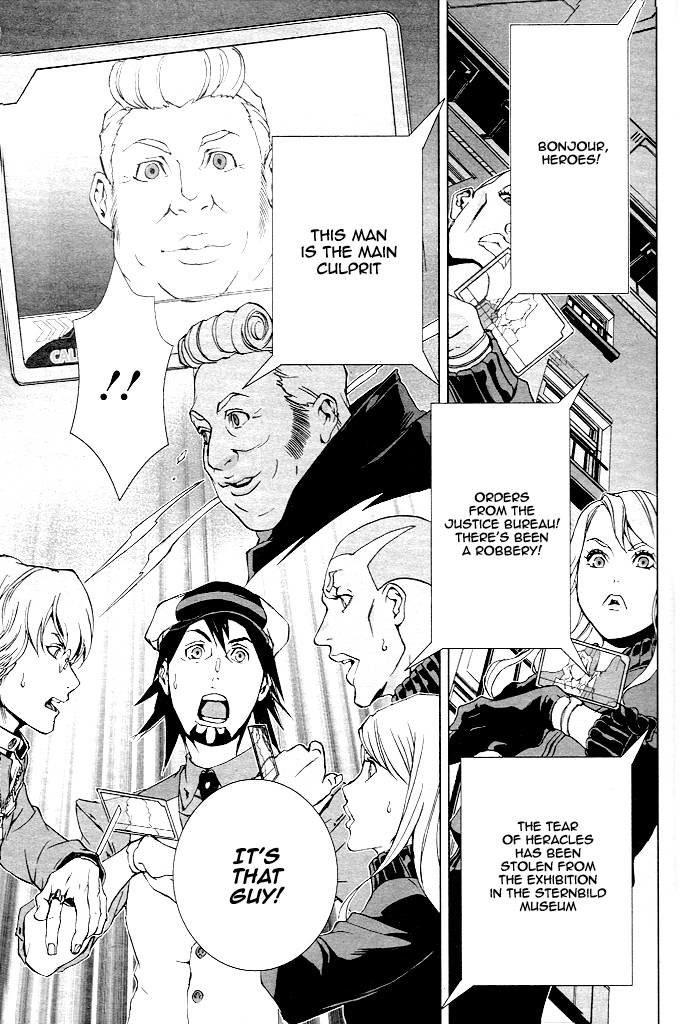 BONJOUR,
HEROES!
ORDERS
FROM THE
JUSTICE BUREAU!
THERE'S BEEN
A ROBBERY!
THE TEAR
OF HERACLES
HAS BEEN
STOLEN FROM
THE EXHIBITION
IN THE STERNBILD
MUSEUM
THIS MAN
IS THE MAIN
CULPRIT
!!
IT'S
THAT
GUY!